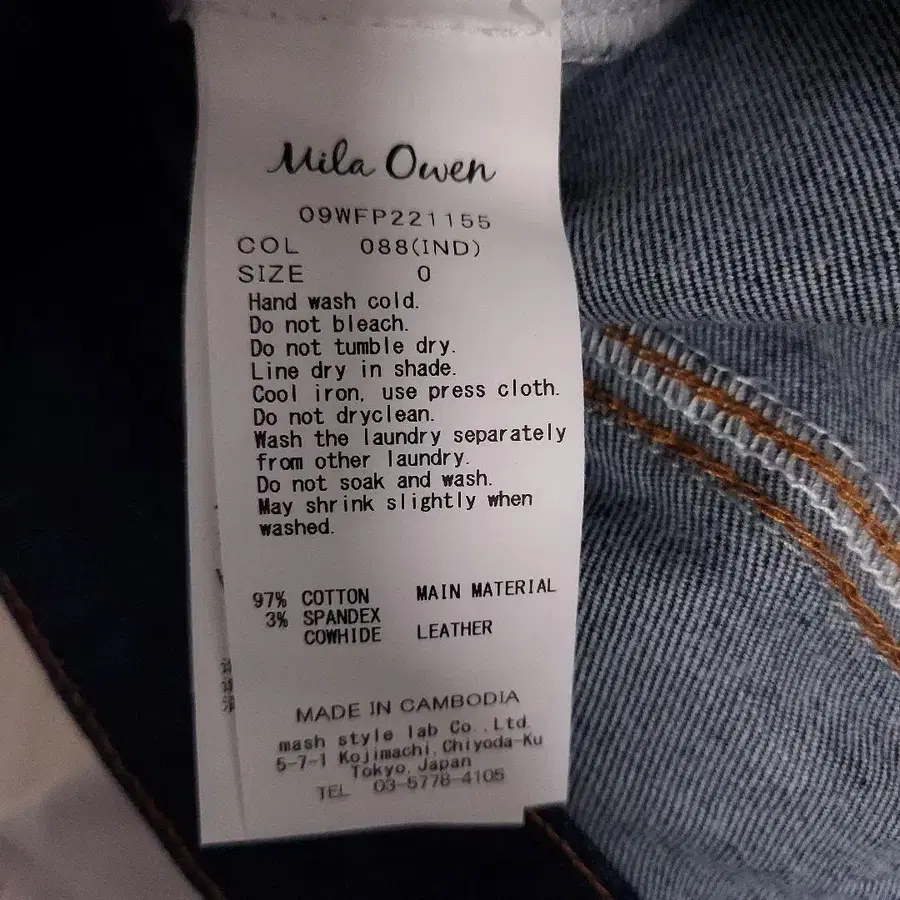 Mila Owen
09WFP221155
COL 088(IND)
SIZE 0
Hand wash cold.
Do not bleach.
Do not tumble dry.
Line dry in shade.
Cool iron, use press cloth.
Do not dryclean.
Wash the laundry separately
from other laundry.
Do not soak and wash.
May shrink slightly when
washed.
97% COTTON MAIN MATERIAL
3% SPANDEX
COWHIDE LEATHER
MADE IN CAMBODIA
mash style lab Co.,Ltd.
5-7-1 Kojimachi,Chiyoda-Ku
Tokyo,Japan
TEL 03-5778-4105